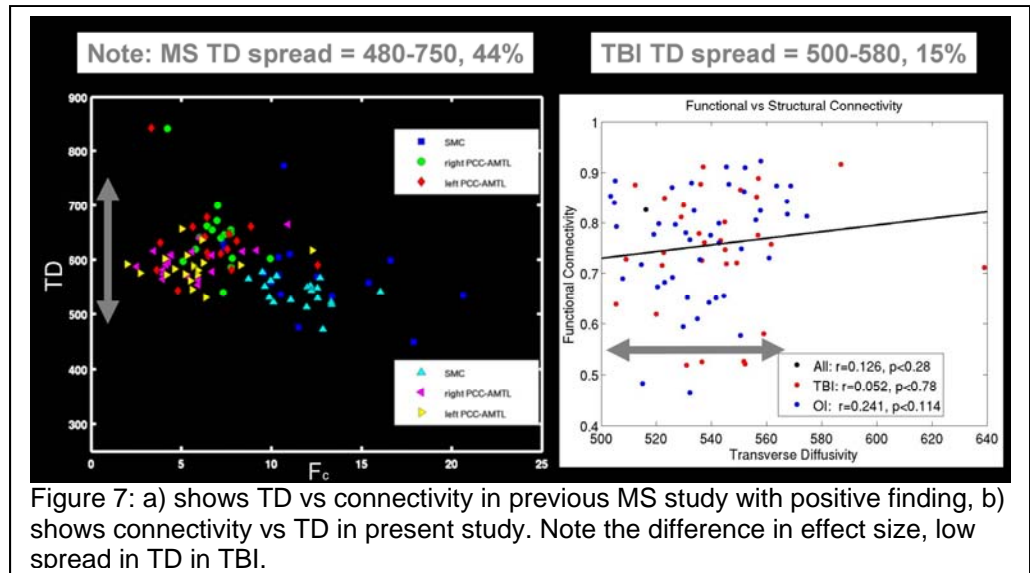 Note: MS TD spread = 480-750, 44%
TBI TD spread = 500-580, 15%
900
800
700
600
500
400
300
TD
0
5
10
15
20
25
Fc
SMC
right PCC-AMTL
left PCC-AMTL
SMC
right PCC-AMTL
left PCC-AMTL
Functional vs Structural Connectivity
1
0.9
0.8
0.7
0.6
0.5
0.4
Functional Connectivity
500
520
540
560
580
600
620
640
Transverse Diffusivity
All: r=0.126, p<0.28
TBI: r=0.052, p<0.78
OI: r=0.241, p<0.114
Figure 7: a) shows TD vs connectivity in previous MS study with positive finding, b)
shows connectivity vs TD in present study. Note the difference in effect size, low
spread in TD in TBI.